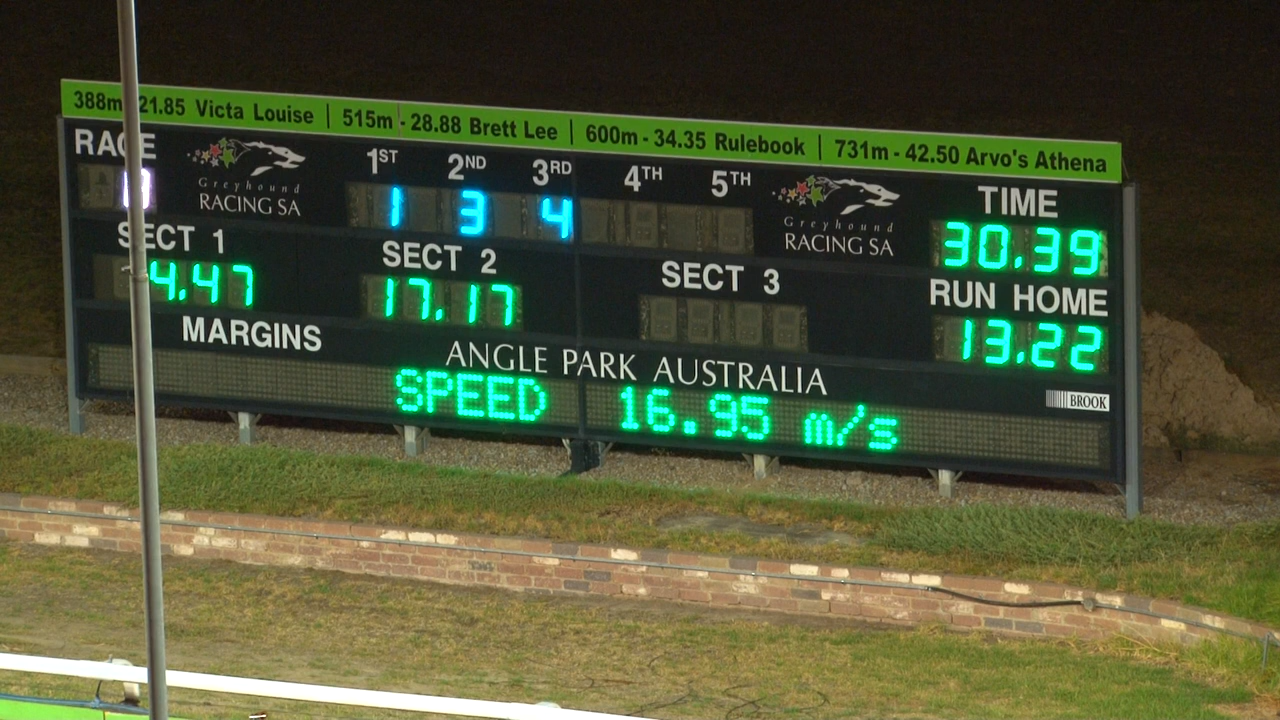 388m 21.85 Victa Louise | 515m - 28.88 Brett Lee | 600m - 34.35 Rulebook | 731m - 42.50 Arvo's Athena
RACE
Greyhound
RACING SA
1ST 2ND 3RD 4TH 5TH
1 3 4
Greyhound
RACING SA
TIME
30.39
SECT 1
4.47
SECT 2
17.17
SECT 3
RUN HOME
13.22
MARGINS
ANGLE PARK AUSTRALIA
BROOK
SPEED 16.95 m/s